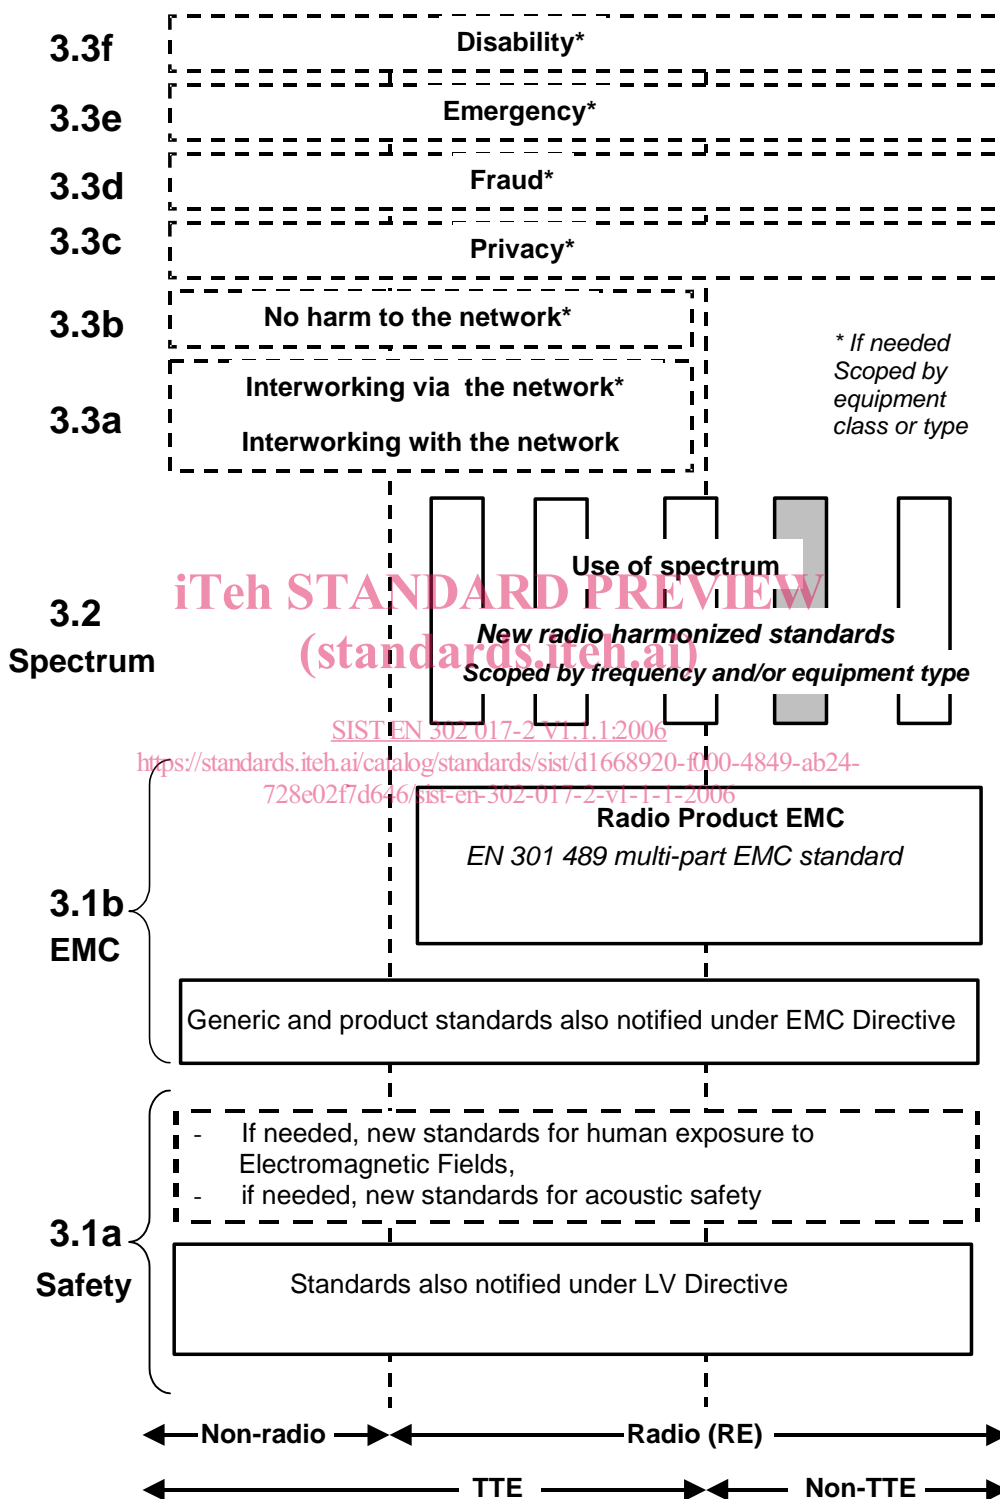 3.3f
Disability*
3.3e
Emergency*
3.3d
Fraud*
3.3c
Privacy*
3.3b
No harm to the network*
3.3a
Interworking via the network*
Interworking with the network
* If needed
Scoped by
equipment
class or type
3.2
Spectrum
Use of spectrum
New radio harmonized standards
Scoped by frequency and/or equipment type
iTeh STANDARD PREVIEW
(standards.iteh.ai)
SIST EN 302 017-2 V1.1.1:2006
https://standards.iteh.ai/catalog/standards/sist/d1668920-f000-4849-ab24-
728e02f7d646/sist-en-302-017-2-v1-1-1-2006
3.1b
EMC
Radio Product EMC
EN 301 489 multi-part EMC standard
Generic and product standards also notified under EMC Directive
3.1a
Safety
- If needed, new standards for human exposure to
Electromagnetic Fields,
- if needed, new standards for acoustic safety
Standards also notified under LV Directive
Non-radio
Radio (RE)
TTE
Non-TTE